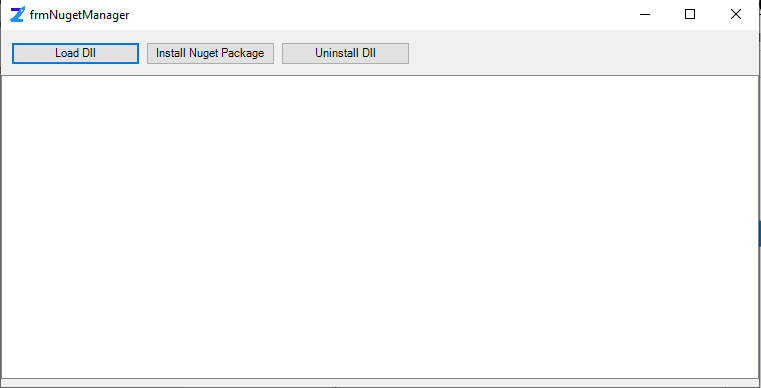 frmNugetManager
Load Dll Install Nuget Package Uninstall Dll